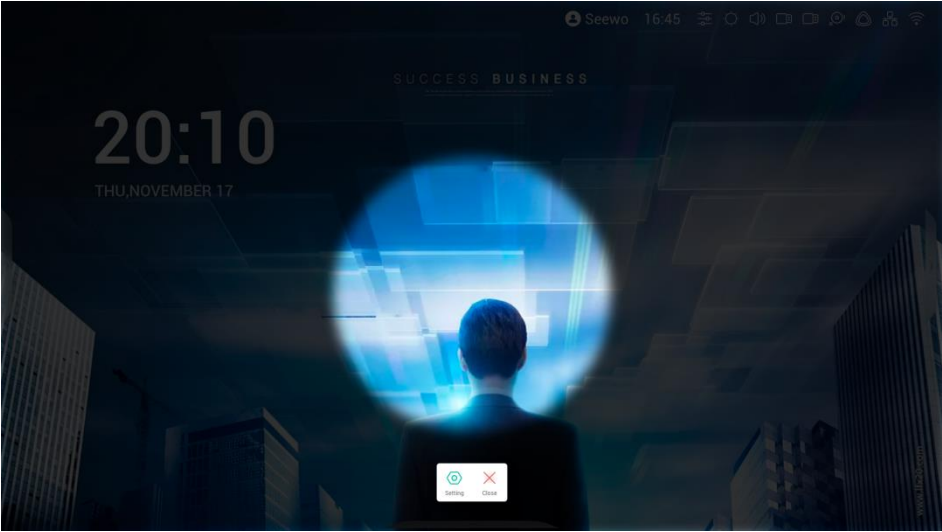 Seewo 16:45
SUCCESS BUSINESS
20:10
THU,NOVEMBER 17
Setting Close